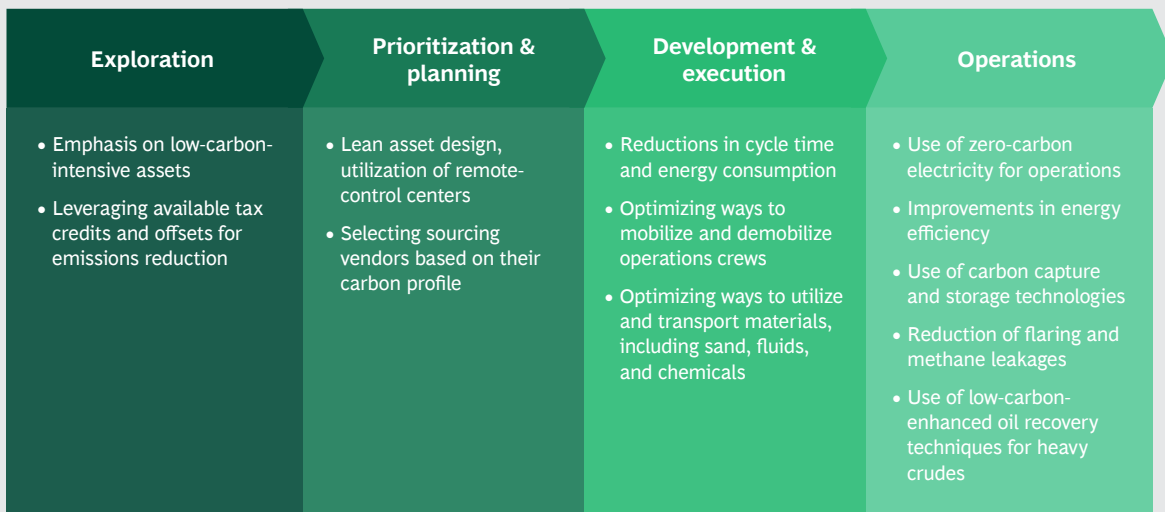 Exploration
• Emphasis on low-carbon-
intensive assets
• Leveraging available tax
credits and offsets for
emissions reduction
Prioritization &
planning
• Lean asset design,
utilization of remote-
control centers
• Selecting sourcing
vendors based on their
carbon profile
Development &
execution
• Reductions in cycle time
and energy consumption
• Optimizing ways to
mobilize and demobilize
operations crews
• Optimizing ways to utilize
and transport materials,
including sand, fluids,
and chemicals
Operations
• Use of zero-carbon
electricity for operations
• Improvements in energy
efficiency
• Use of carbon capture
and storage technologies
• Reduction of flaring and
methane leakages
• Use of low-carbon-
enhanced oil recovery
techniques for heavy
crudes